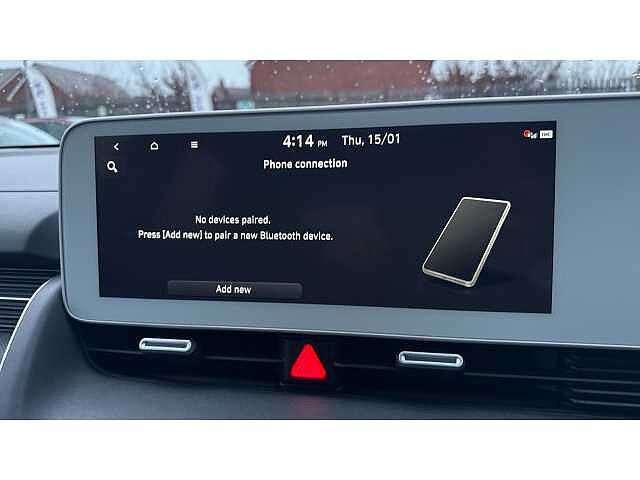 4:14 PM Thu, 15/01
Phone connection
No devices paired.
Press [Add new] to pair a new Bluetooth device.
Add new